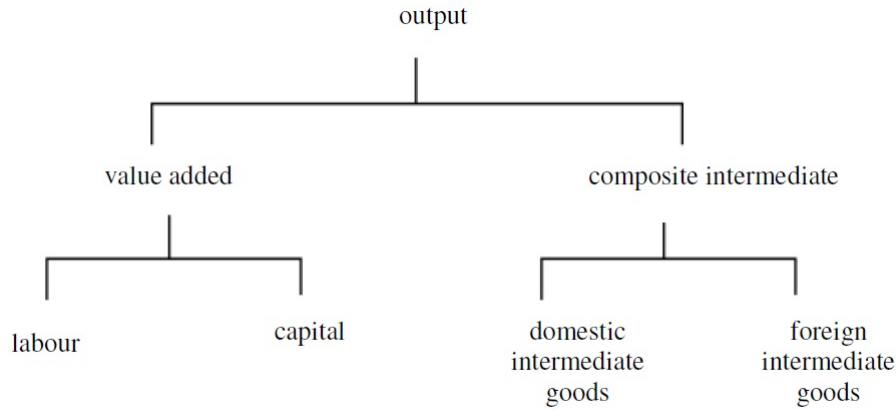 output
value added
composite intermediate
labour
capital
domestic
intermediate
goods
foreign
intermediate
goods